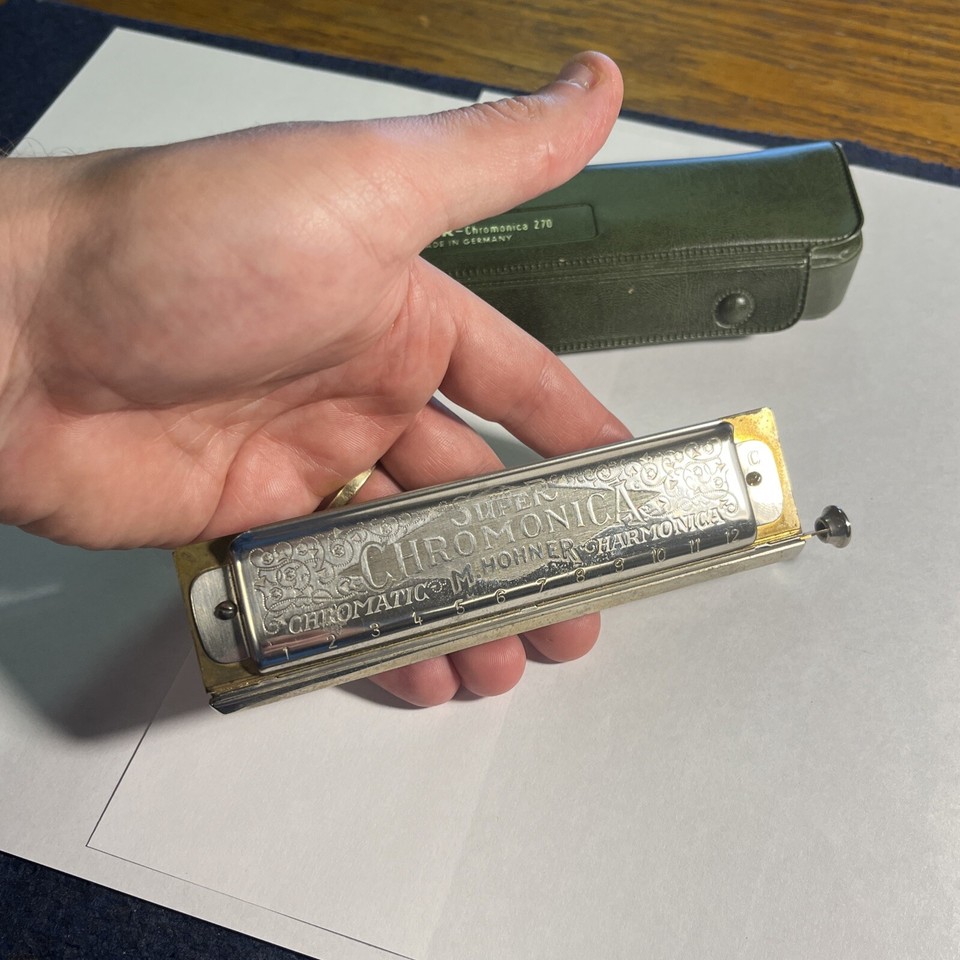 -Chromonica 270
MADE IN GERMANY
C
SUPER
CHROMONICA
CHROMATIC M. HOHNER HARMONICA
1 2 3 4 5 6 7 8 9 10 11 12